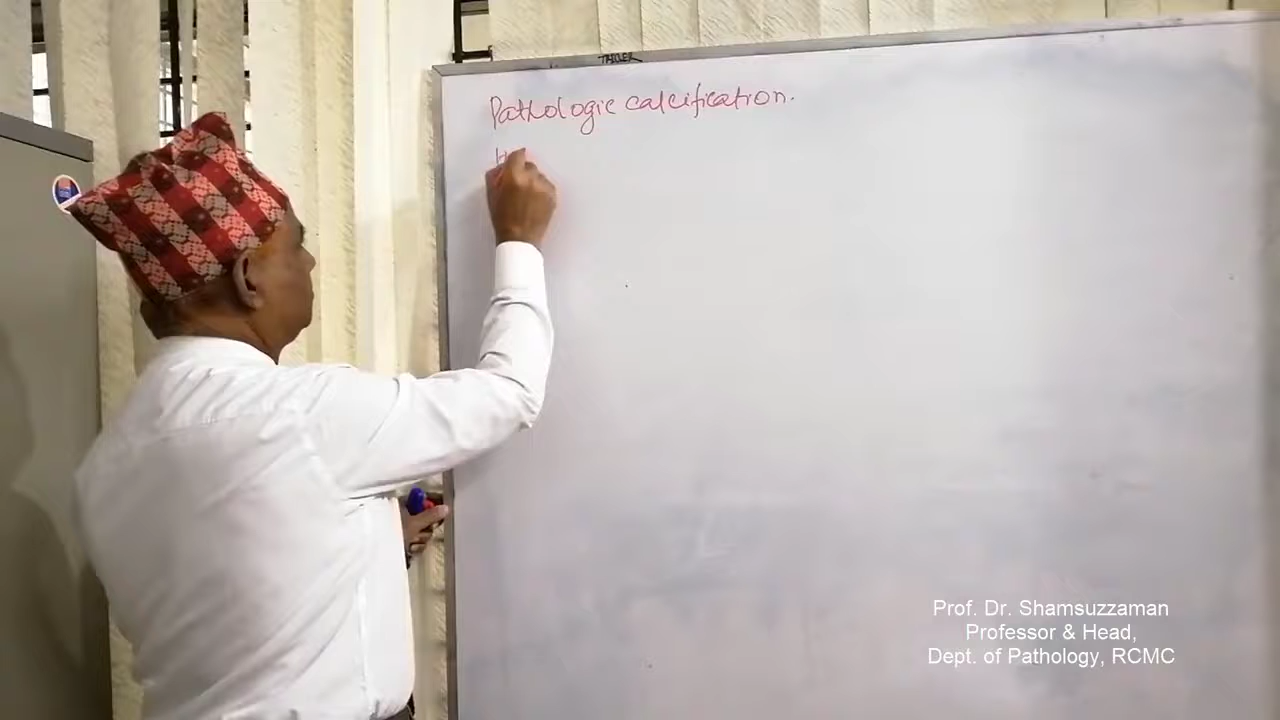 Pathologic calcification.
Prof. Dr. Shamsuzzaman
Professor & Head,
Dept. of Pathology, RCMC